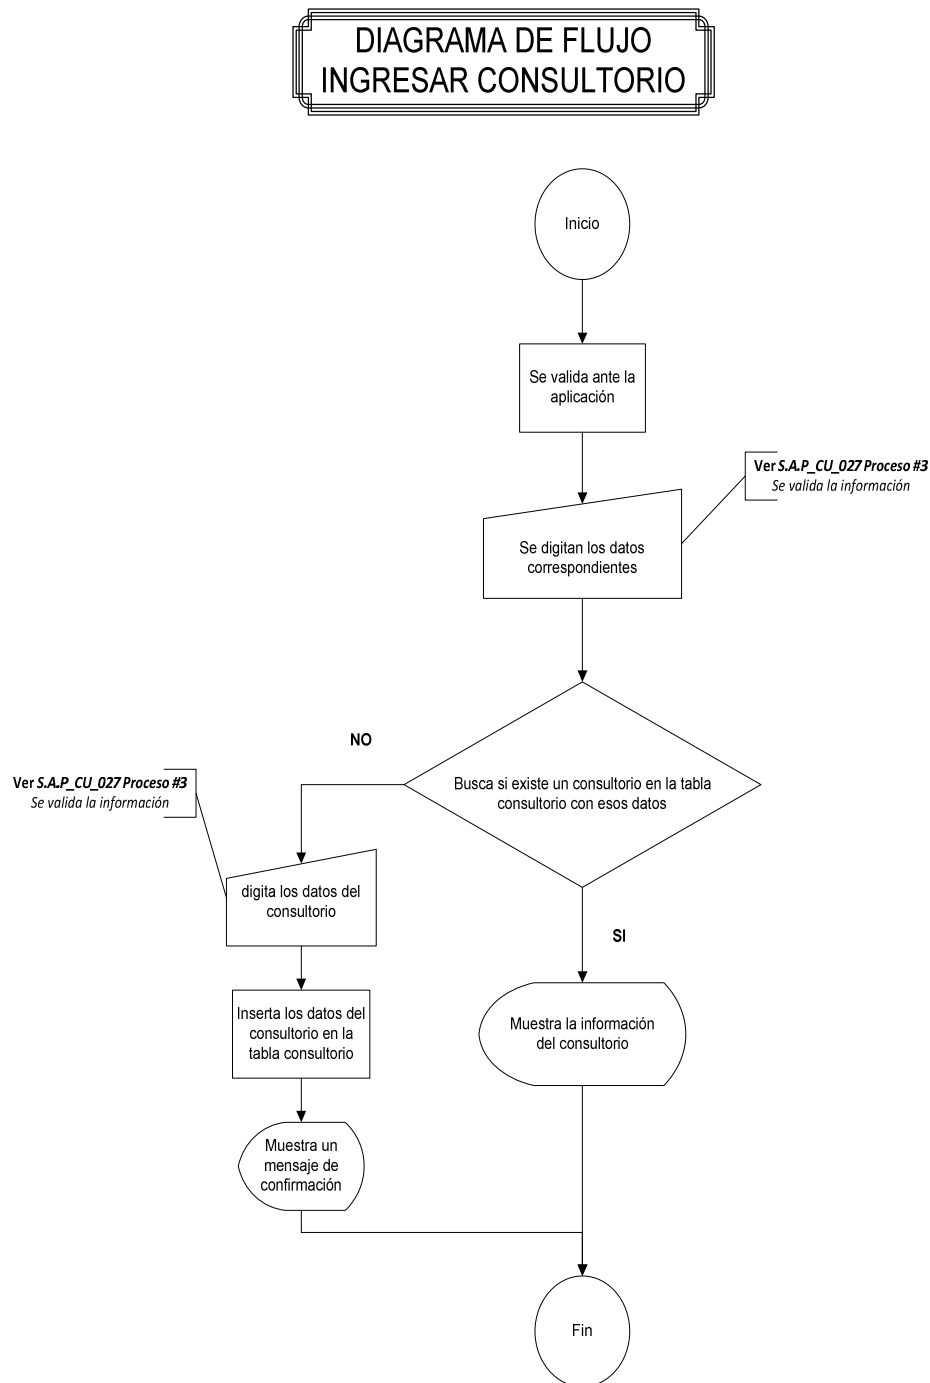 DIAGRAMA DE FLUJO
INGRESAR CONSULTORIO
Inicio
Se valida ante la
aplicación
Ver S.A.P_CU_027 Proceso #3
Se valida la información
Se digitan los datos
correspondientes
NO
Busca si existe un consultorio en la tabla
consultorio con esos datos
Ver S.A.P_CU_027 Proceso #3
Se valida la información
digita los datos del
consultorio
SI
Inserta los datos del
consultorio en la
tabla consultorio
Muestra la información
del consultorio
Muestra un
mensaje de
confirmación
Fin